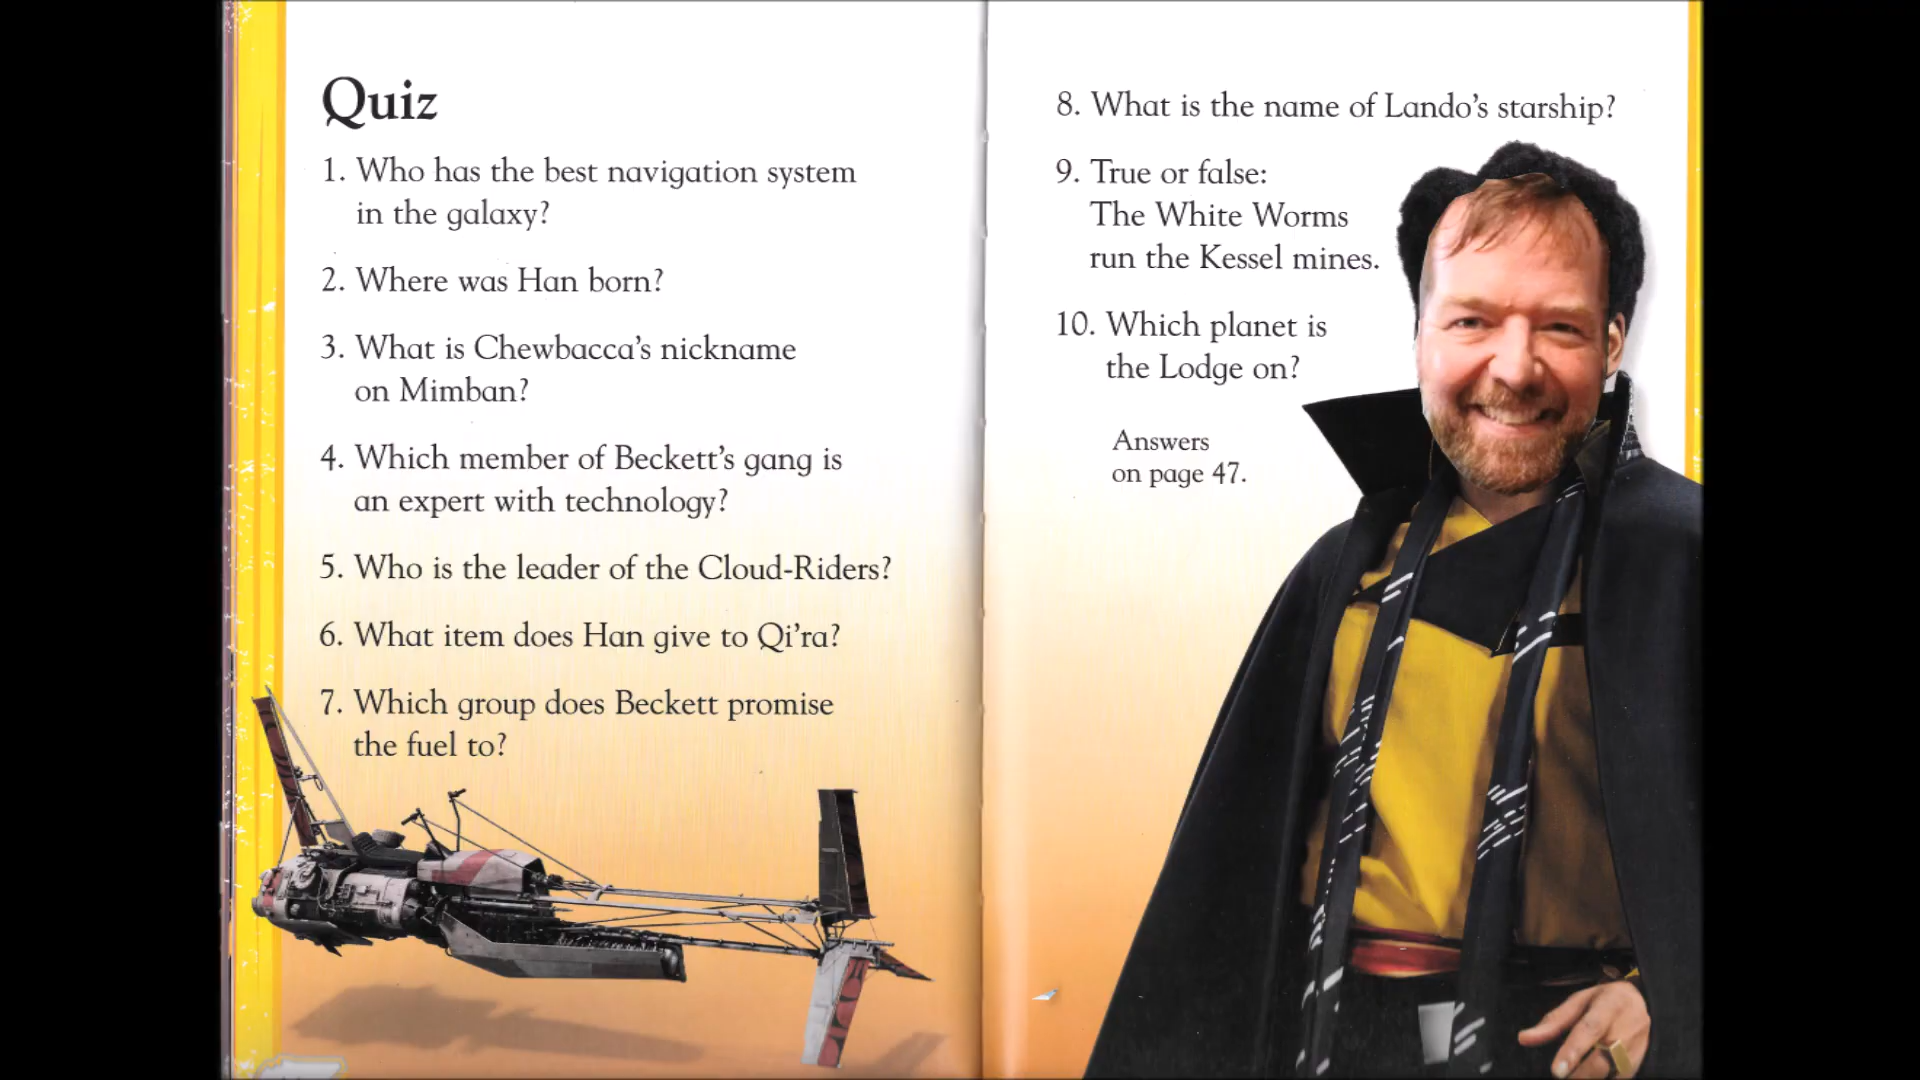 Quiz
1. Who has the best navigation system
in the galaxy?
2. Where was Han born?
3. What is Chewbacca's nickname
on Mimban?
4. Which member of Beckett's gang is
an expert with technology?
5. Who is the leader of the Cloud-Riders?
6. What item does Han give to Qi'ra?
7. Which group does Beckett promise
the fuel to?
8. What is the name of Lando's starship?
9. True or false:
The White Worms
run the Kessel mines.
10. Which planet is
the Lodge on?
Answers
on page 47.